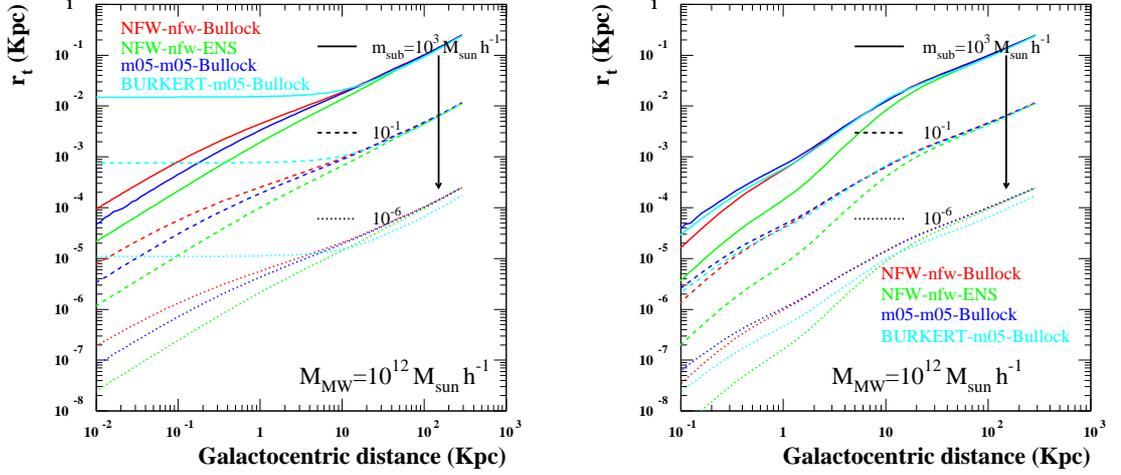 r_t (Kpc)
1
10^-1
10^-2
10^-3
10^-4
10^-5
10^-6
10^-7
10^-8
NFW-nfw-Bullock
NFW-nfw-ENS
m05-m05-Bullock
BURKERT-m05-Bullock
m_sub=10^3 M_sun h^-1
10^-1
10^-6
M_MW=10^12 M_sun h^-1
10^-2 10^-1 1 10 10^2 10^3
Galactocentric distance (Kpc)
r_t (Kpc)
1
10^-1
10^-2
10^-3
10^-4
10^-5
10^-6
10^-7
10^-8
m_sub=10^3 M_sun h^-1
10^-1
10^-6
NFW-nfw-Bullock
NFW-nfw-ENS
m05-m05-Bullock
BURKERT-m05-Bullock
M_MW=10^12 M_sun h^-1
10^-1 1 10 10^2 10^3
Galactocentric distance (Kpc)